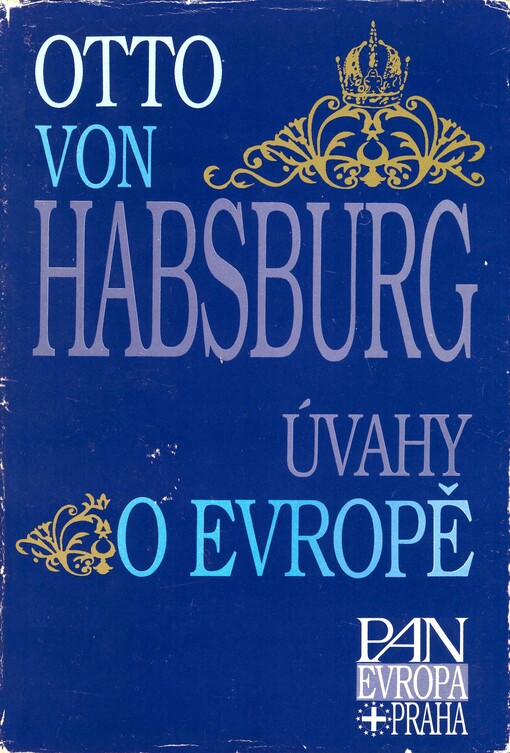 OTTO
VON
HABSBURG
ÚVAHY
O EVROPĚ
PAN
EVROPA
PRAHA